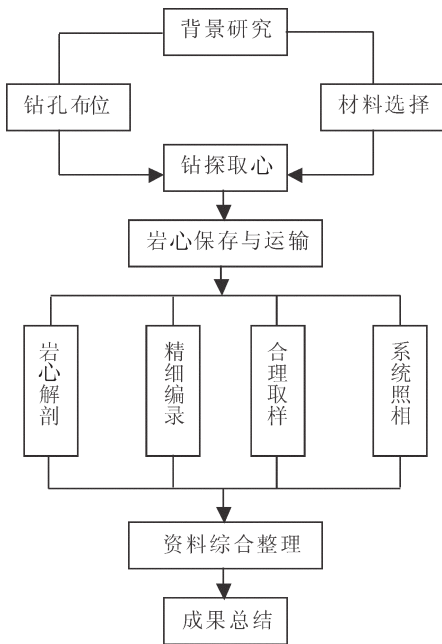 背景研究
钻孔布位
材料选择
钻探取心
岩心保存与运输
岩心解剖
精细编录
合理取样
系统照相
资料综合整理
成果总结